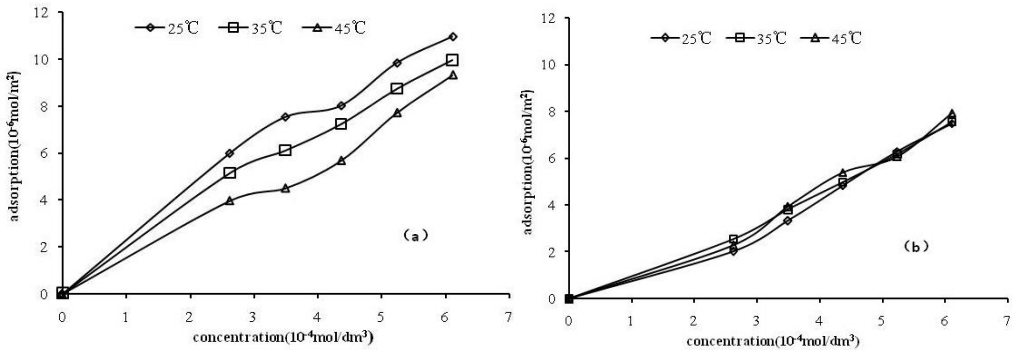 25℃ 35℃ 45℃
12
10
8
6
4
2
0
adsorption(10-6mol/m2)
(a)
0 1 2 3 4 5 6 7
concentration(10-4mol/dm3)
25℃ 35℃ 45℃
12
10
8
6
4
2
0
adsorption(10-6mol/m2)
(b)
0 1 2 3 4 5 6 7
concentration(10-4mol/dm3)